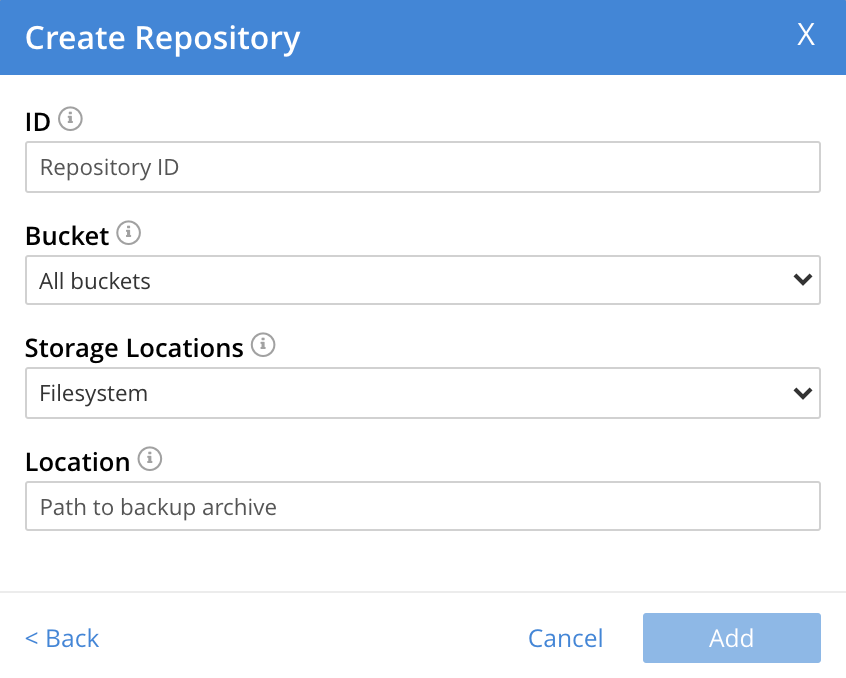 Create Repository X
ID
Repository ID
Bucket
All buckets
Storage Locations
Filesystem
Location
Path to backup archive
< Back Cancel Add